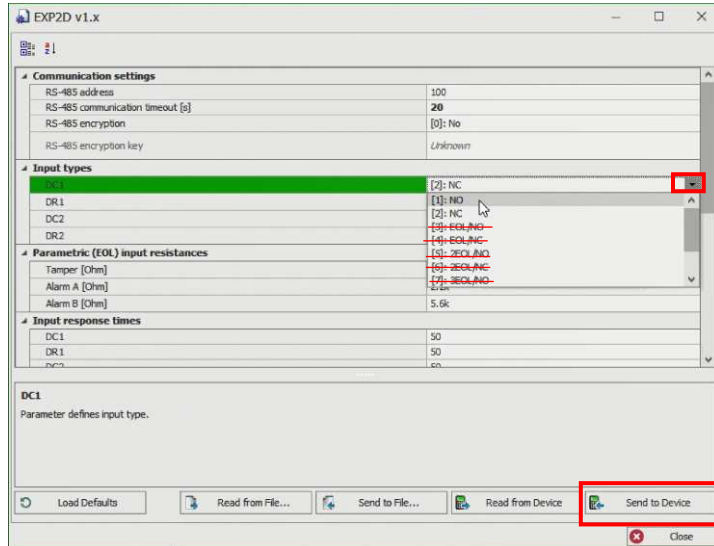 EXP2D v1.x
Communication settings
RS-485 address 100
RS-485 communication timeout [s] 20
RS-485 encryption [0]: No
RS-485 encryption key Unknown
Input types
DC1 [2]: NC
DR1 [1]: NO
DC2 [2]: NC
[3]: EOL/NO
DR2 [4]: EOL/NC
Parametric (EOL) input resistances [5]: 2EOL/NO
Tamper [Ohm] [6]: 2EOL/NC
Alarm A [Ohm] [7]: 3EOL/NO
Alarm B [Ohm] 5.6k
Input response times
DC1 50
DR1 50
DC2 50
DC1
Parameter defines input type.
Load Defaults Read from File... Send to File... Read from Device Send to Device
Close